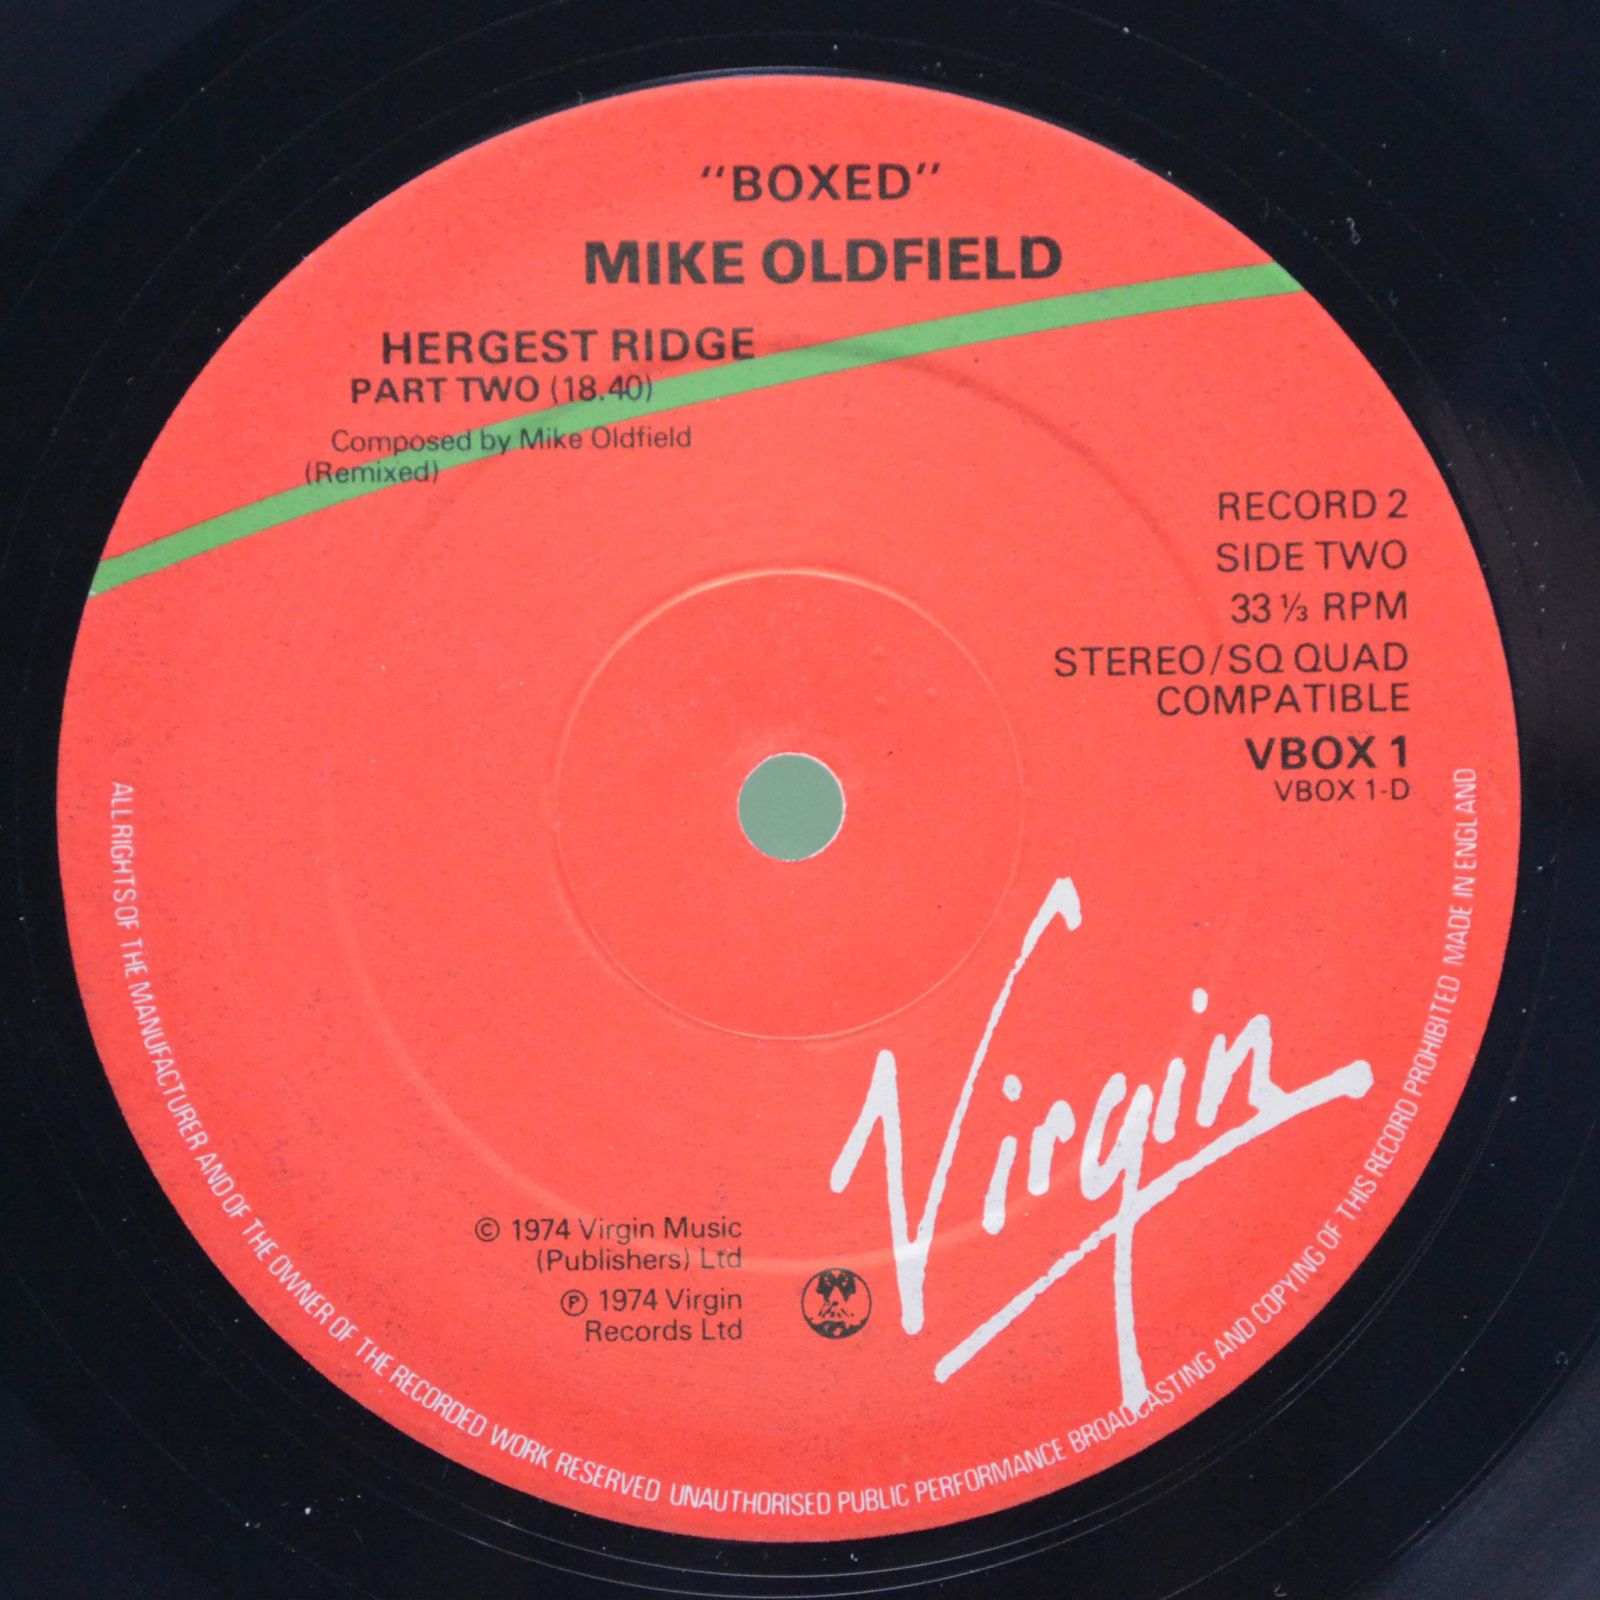 "BOXED"
MIKE OLDFIELD
HERGEST RIDGE
PART TWO (18.40)
Composed by Mike Oldfield
(Remixed)
RECORD 2
SIDE TWO
33 ⅓ RPM
STEREO/SQ QUAD
COMPATIBLE
VBOX 1
VBOX 1-D
Virgin
© 1974 Virgin Music
(Publishers) Ltd
℗ 1974 Virgin
Records Ltd
ALL RIGHTS OF THE MANUFACTURER AND OF THE OWNER OF THE RECORDED WORK RESERVED UNAUTHORISED PUBLIC PERFORMANCE BROADCASTING AND COPYING OF THIS RECORD PROHIBITED MADE IN ENGLAND